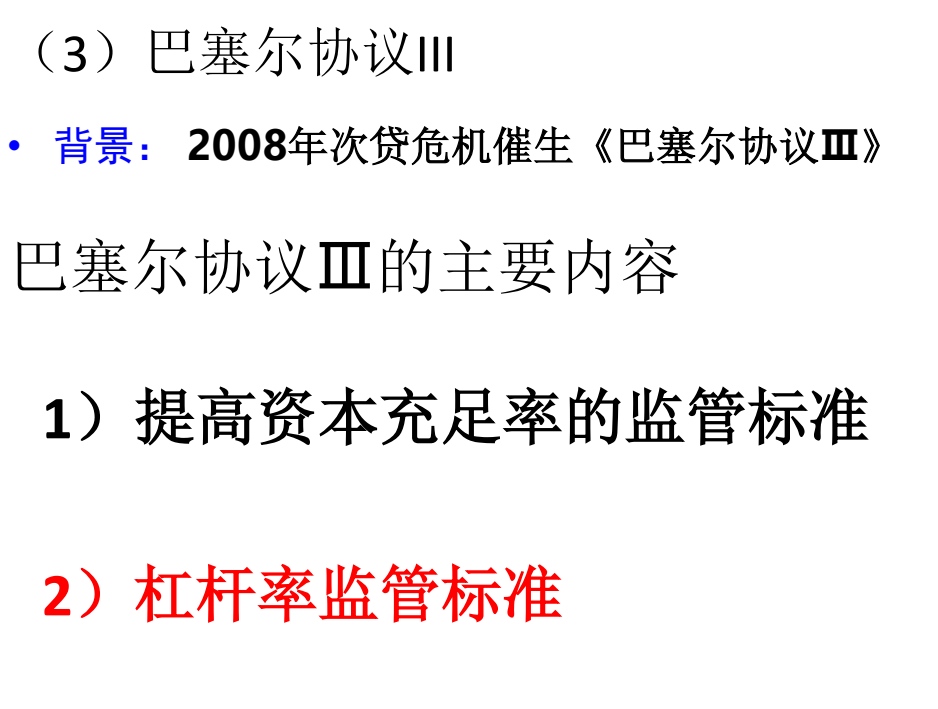 （3）巴塞尔协议III
• 背景： 2008年次贷危机催生《巴塞尔协议Ⅲ》
巴塞尔协议Ⅲ的主要内容
1）提高资本充足率的监管标准
2）杠杆率监管标准